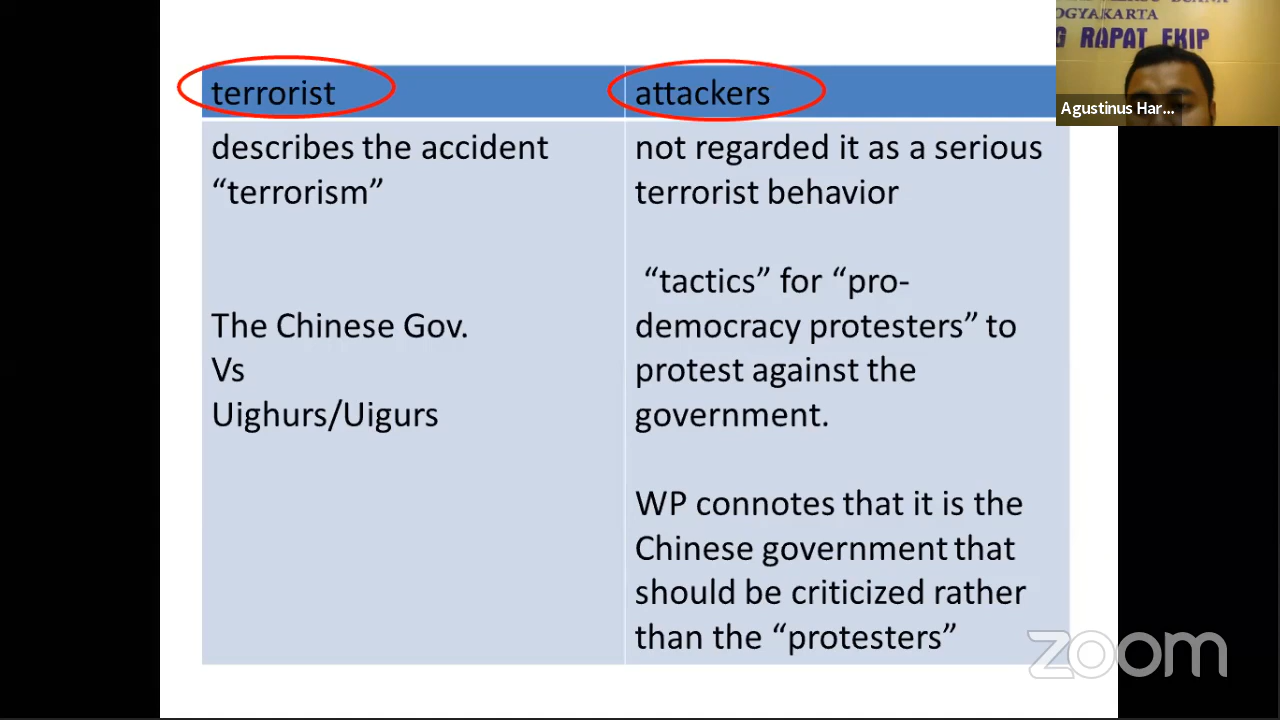 terrorist
attackers
describes the accident
“terrorism”
The Chinese Gov.
Vs
Uighurs/Uigurs
not regarded it as a serious
terrorist behavior
“tactics” for “pro-
democracy protesters” to
protest against the
government.
WP connotes that it is the
Chinese government that
should be criticized rather
than the “protesters”
OGYAKARTA
G RAPAT FKIP
Agustinus Har...
zoom